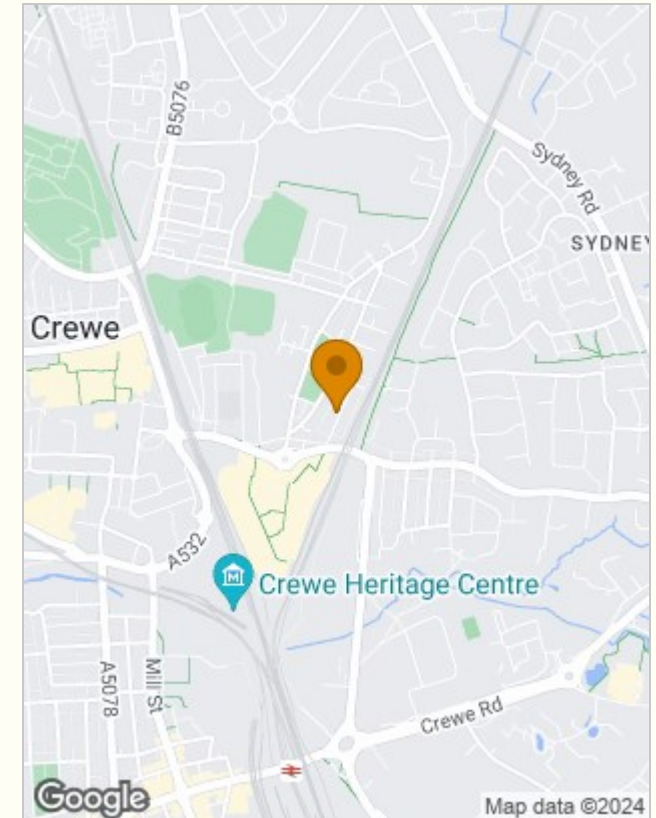 B5076
Sydney Rd
SYDNEY
Crewe
A532
M
Crewe Heritage Centre
A5078
Mill St
Crewe Rd
Google
Map data ©2024